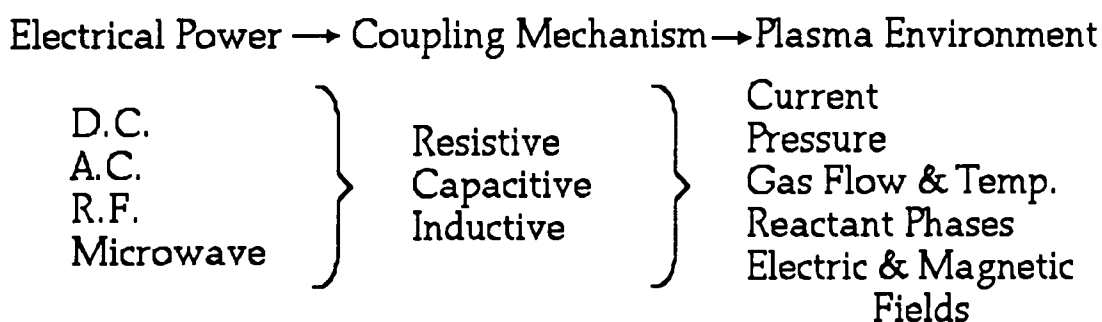 Electrical Power → Coupling Mechanism → Plasma Environment
D.C.
A.C.
R.F.
Microwave
Resistive
Capacitive
Inductive
Current
Pressure
Gas Flow & Temp.
Reactant Phases
Electric & Magnetic
Fields